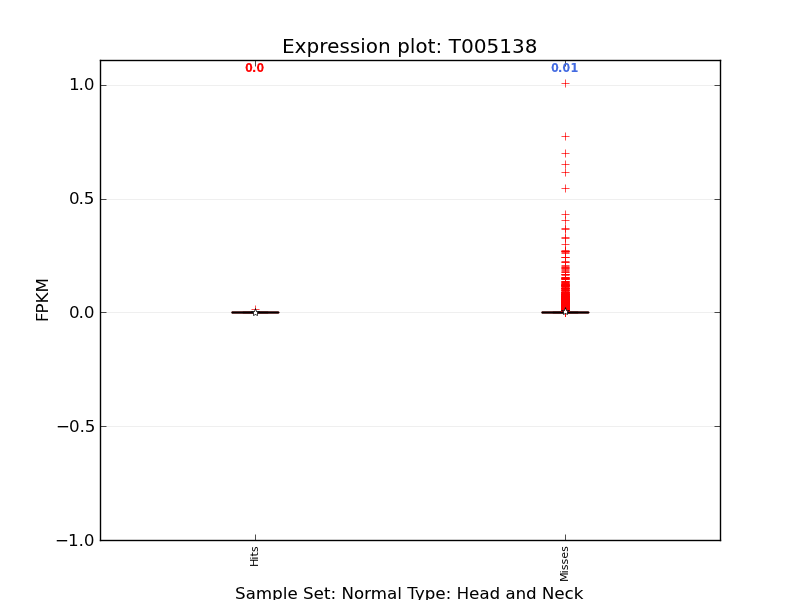 Expression plot: T005138
0.0
0.01
1.0
0.5
0.0
−0.5
−1.0
FPKM
Hits
Misses
Sample Set: Normal Type: Head and Neck